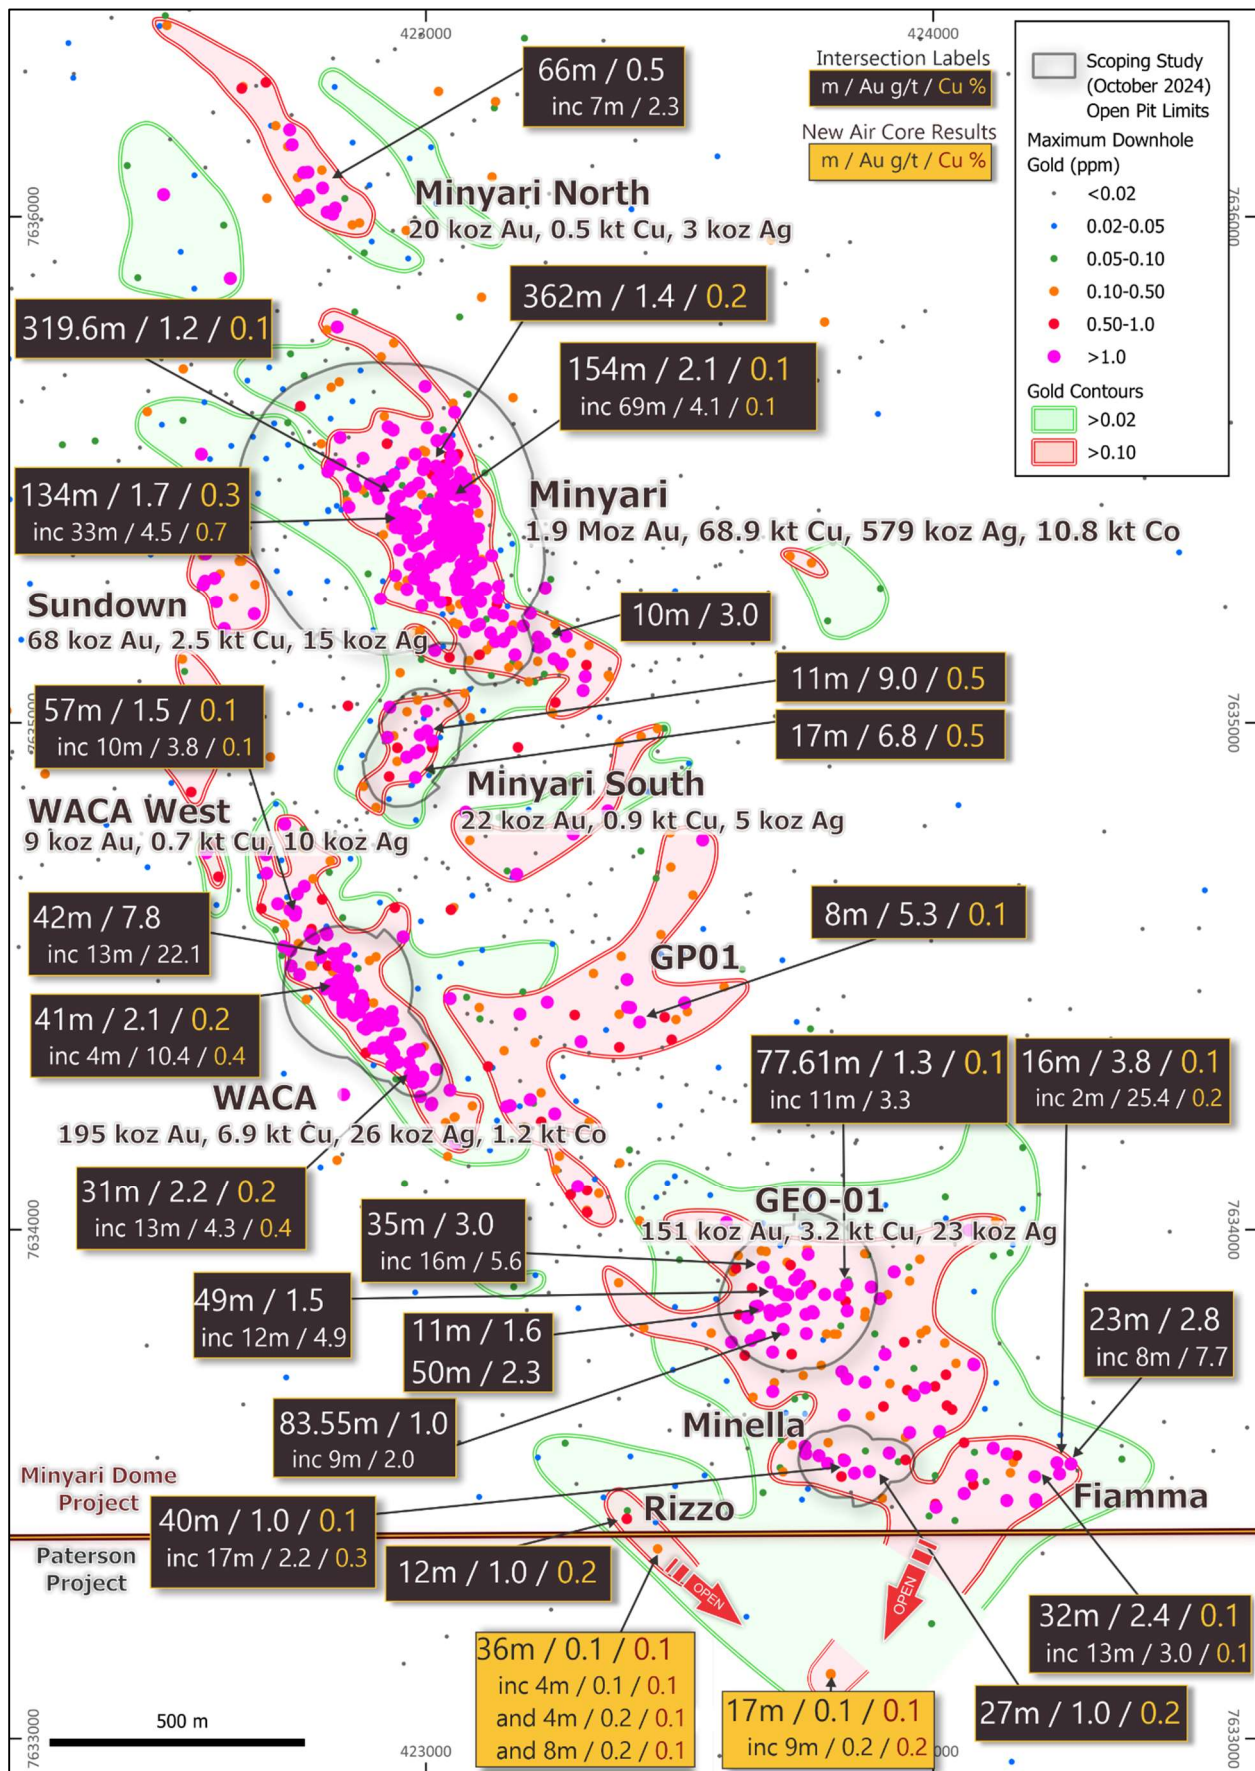 423000
424000
66m / 0.5
inc 7m / 2.3
Intersection Labels
m / Au g/t / Cu %
New Air Core Results
m / Au g/t / Cu %
Scoping Study
(October 2024)
Open Pit Limits
Maximum Downhole
Gold (ppm)
<0.02
0.02-0.05
0.05-0.10
0.10-0.50
0.50-1.0
>1.0
Gold Contours
>0.02
>0.10
7636000
7636000
Minyari North
20 koz Au, 0.5 kt Cu, 3 koz Ag
362m / 1.4 / 0.2
319.6m / 1.2 / 0.1
154m / 2.1 / 0.1
inc 69m / 4.1 / 0.1
134m / 1.7 / 0.3
inc 33m / 4.5 / 0.7
Minyari
1.9 Moz Au, 68.9 kt Cu, 579 koz Ag, 10.8 kt Co
Sundown
68 koz Au, 2.5 kt Cu, 15 koz Ag
10m / 3.0
11m / 9.0 / 0.5
17m / 6.8 / 0.5
57m / 1.5 / 0.1
inc 10m / 3.8 / 0.1
7635000
7635000
Minyari South
22 koz Au, 0.9 kt Cu, 5 koz Ag
WACA West
9 koz Au, 0.7 kt Cu, 10 koz Ag
42m / 7.8
inc 13m / 22.1
8m / 5.3 / 0.1
GP01
41m / 2.1 / 0.2
inc 4m / 10.4 / 0.4
77.61m / 1.3 / 0.1
inc 11m / 3.3
16m / 3.8 / 0.1
inc 2m / 25.4 / 0.2
WACA
195 koz Au, 6.9 kt Cu, 26 koz Ag, 1.2 kt Co
31m / 2.2 / 0.2
inc 13m / 4.3 / 0.4
GEO-01
151 koz Au, 3.2 kt Cu, 23 koz Ag
7634000
7634000
35m / 3.0
inc 16m / 5.6
49m / 1.5
inc 12m / 4.9
11m / 1.6
50m / 2.3
23m / 2.8
inc 8m / 7.7
83.55m / 1.0
inc 9m / 2.0
Minella
Minyari Dome
Project
Rizzo
Fiamma
40m / 1.0 / 0.1
inc 17m / 2.2 / 0.3
Paterson
Project
12m / 1.0 / 0.2
OPEN
OPEN
32m / 2.4 / 0.1
inc 13m / 3.0 / 0.1
36m / 0.1 / 0.1
inc 4m / 0.1 / 0.1
and 4m / 0.2 / 0.1
and 8m / 0.2 / 0.1
17m / 0.1 / 0.1
inc 9m / 0.2 / 0.2
27m / 1.0 / 0.2
500 m
7633000
7633000
423000